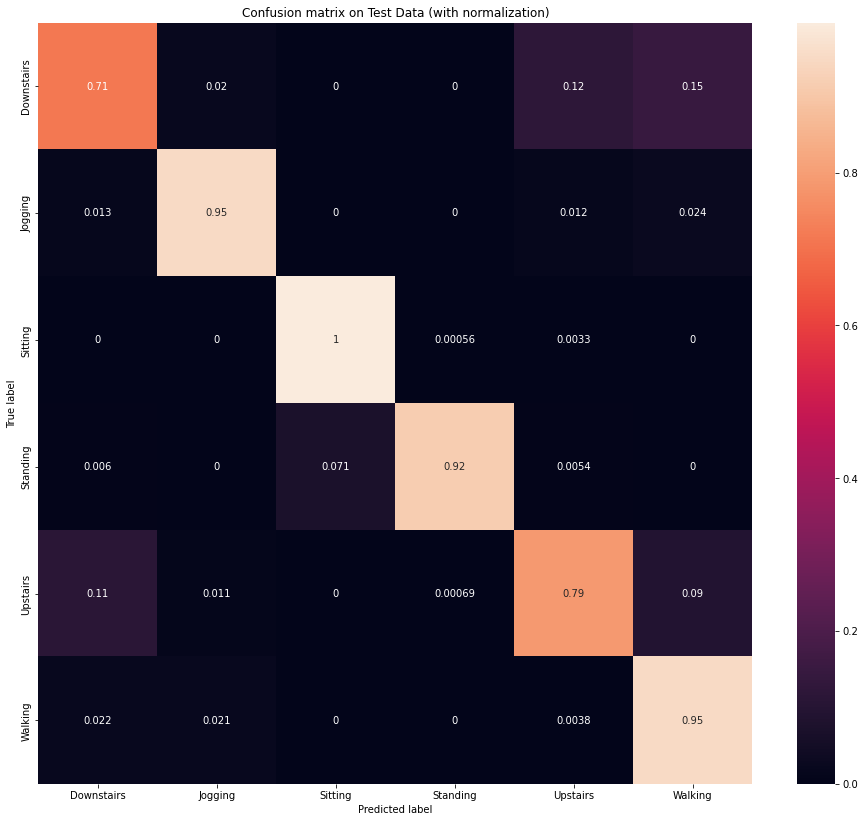 Confusion matrix on Test Data (with normalization)
True label
Downstairs 0.71 0.02 0 0 0.12 0.15
Jogging 0.013 0.95 0 0 0.012 0.024
Sitting 0 0 1 0.00056 0.0033 0
Standing 0.006 0 0.071 0.92 0.0054 0
Upstairs 0.11 0.011 0 0.00069 0.79 0.09
Walking 0.022 0.021 0 0 0.0038 0.95
Downstairs Jogging Sitting Standing Upstairs Walking
Predicted label
0.8
0.6
0.4
0.2
0.0